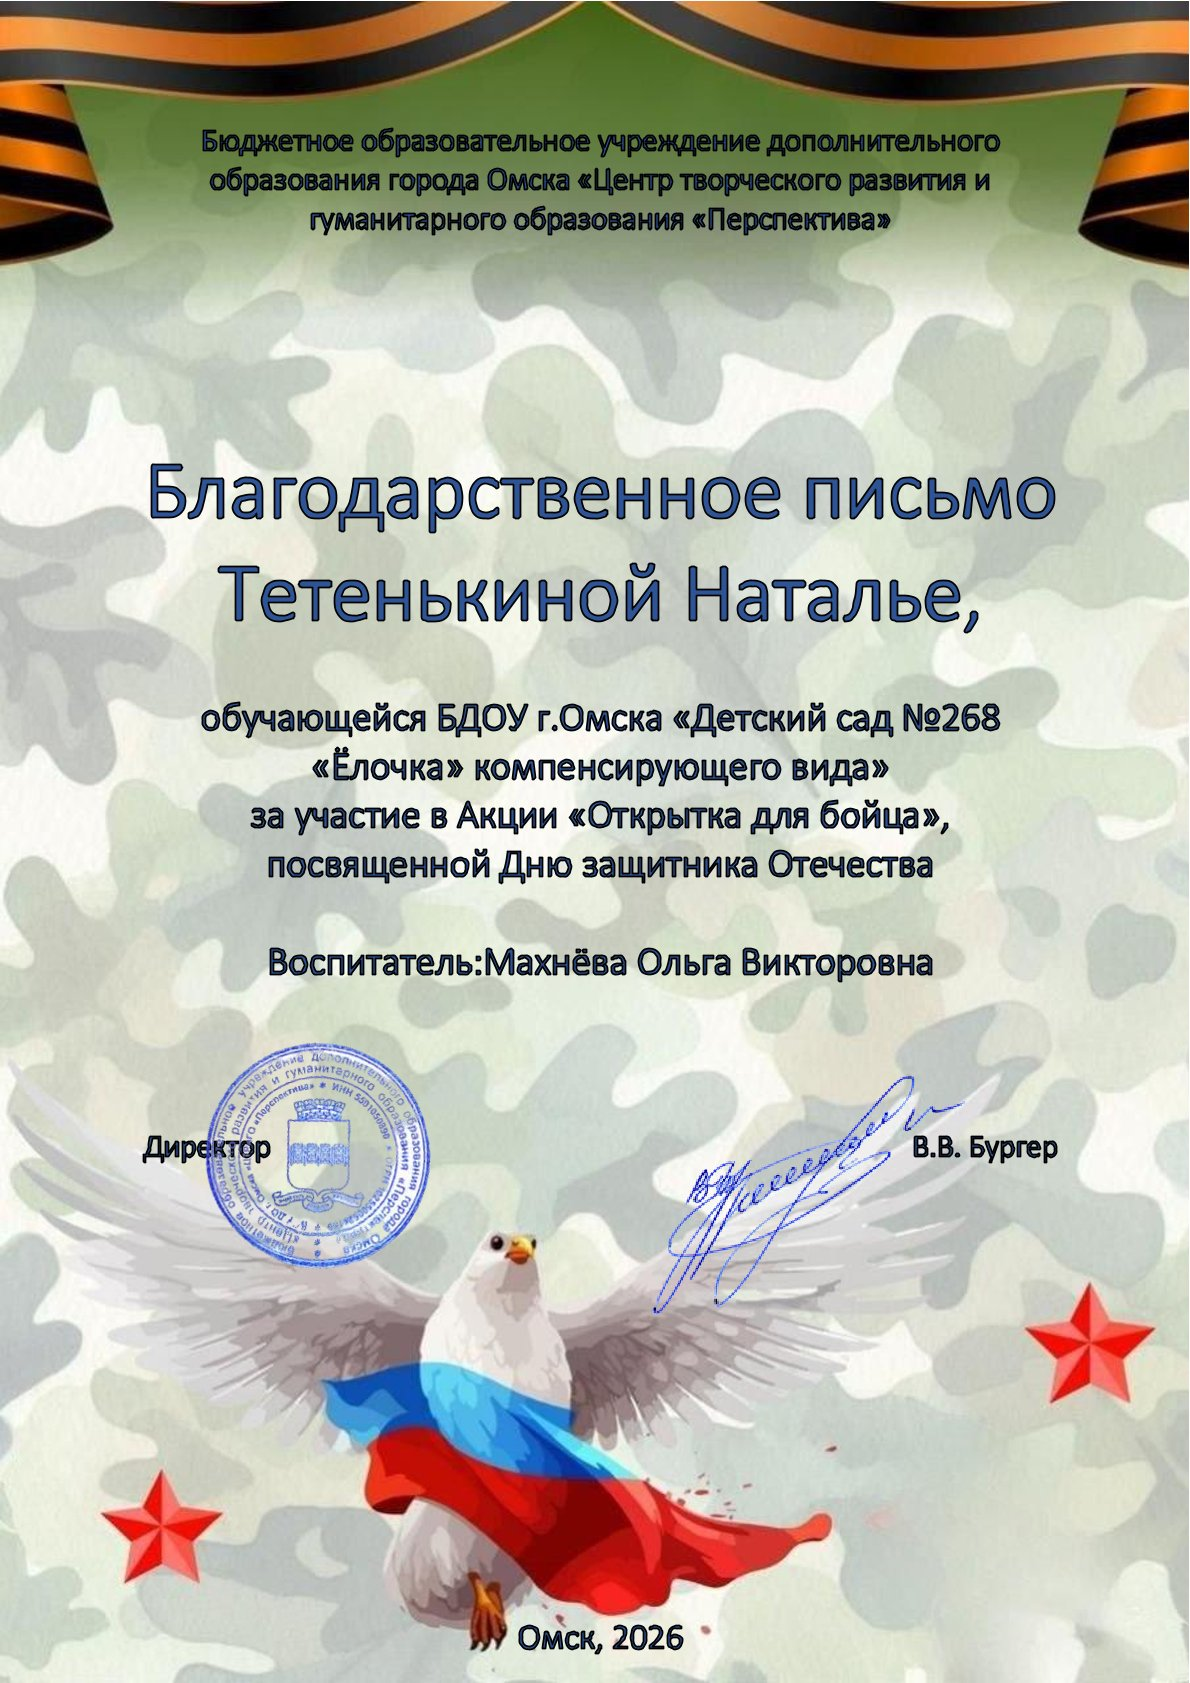 Бюджетное образовательное учреждение дополнительного
образования города Омска «Центр творческого развития и
гуманитарного образования «Перспектива»
Благодарственное письмо
Тетенькиной Наталье,
обучающейся БДОУ г.Омска «Детский сад №268
«Ёлочка» компенсирующего вида»
за участие в Акции «Открытка для бойца»,
посвященной Дню защитника Отечества
Воспитатель:Махнёва Ольга Викторовна
Директор
В.В. Бургер
Омск, 2026